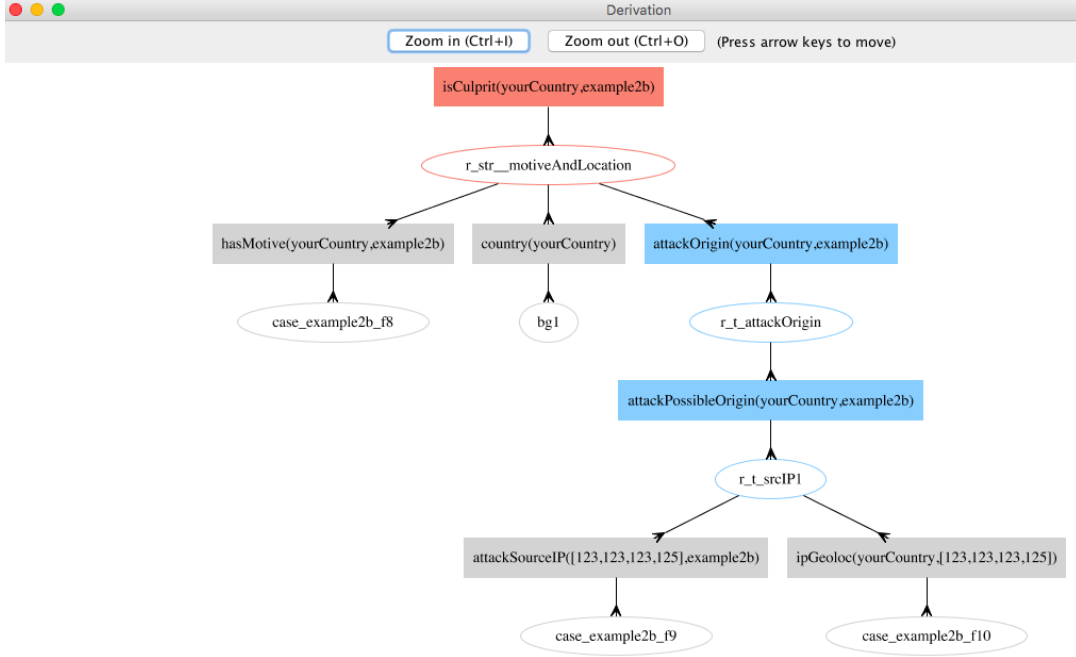 Derivation
Zoom in (Ctrl+I) Zoom out (Ctrl+O) (Press arrow keys to move)
isCulprit(yourCountry,example2b)
r_str__motiveAndLocation
hasMotive(yourCountry,example2b) country(yourCountry) attackOrigin(yourCountry,example2b)
case_example2b_f8 bg1 r_t_attackOrigin
attackPossibleOrigin(yourCountry,example2b)
r_t_srcIP1
attackSourceIP([123,123,123,125],example2b) ipGeoloc(yourCountry,[123,123,123,125])
case_example2b_f9 case_example2b_f10